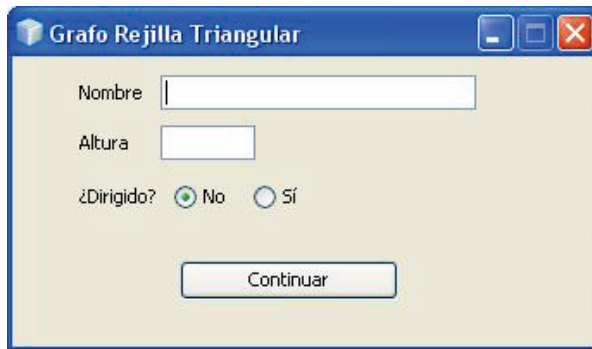 Grafo Rejilla Triangular
Nombre
Altura
¿Dirigido? No Sí
Continuar